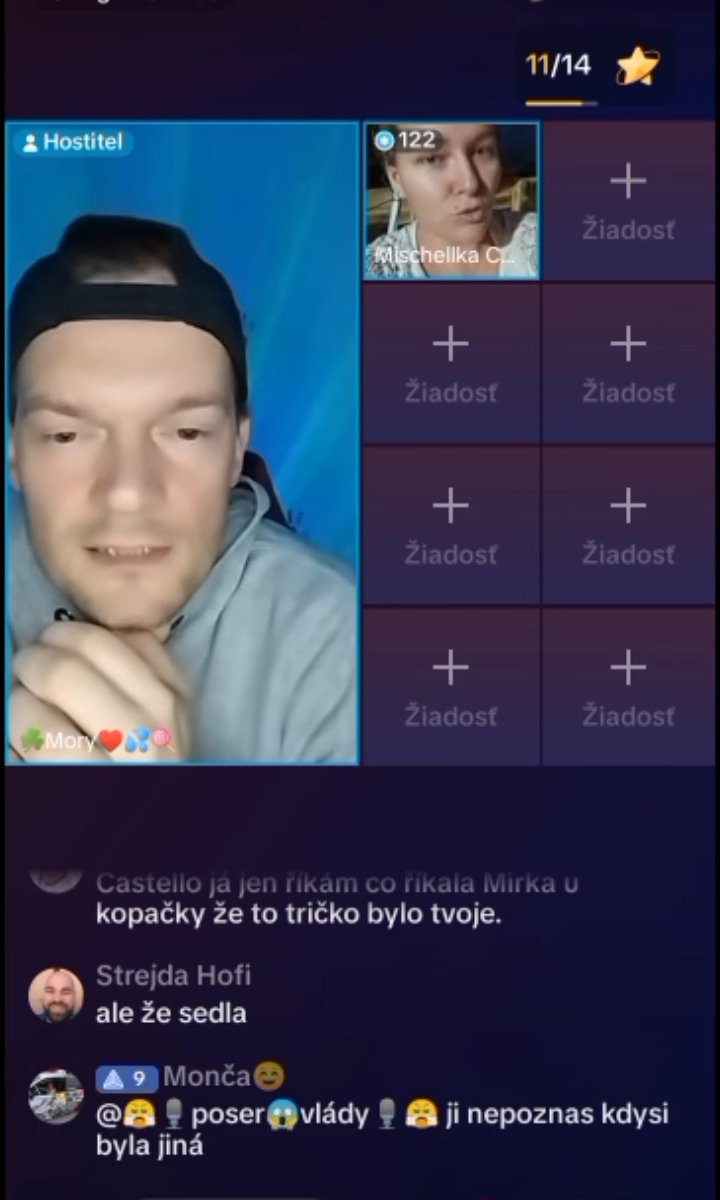 11/14
Hostitel
122
Mischellka C...
Žiadosť
Žiadosť
Žiadosť
Žiadosť
Žiadosť
Žiadosť
Žiadosť
☘️Mory❤️💦🍭
Castello já jen říkám co říkala Mirka u
kopačky že to tričko bylo tvoje.
Strejda Hofi
ale že sedla
9 Monča😊
@😤🎙️poser😱vlády🎙️😤 ji nepoznas kdysi
byla jiná